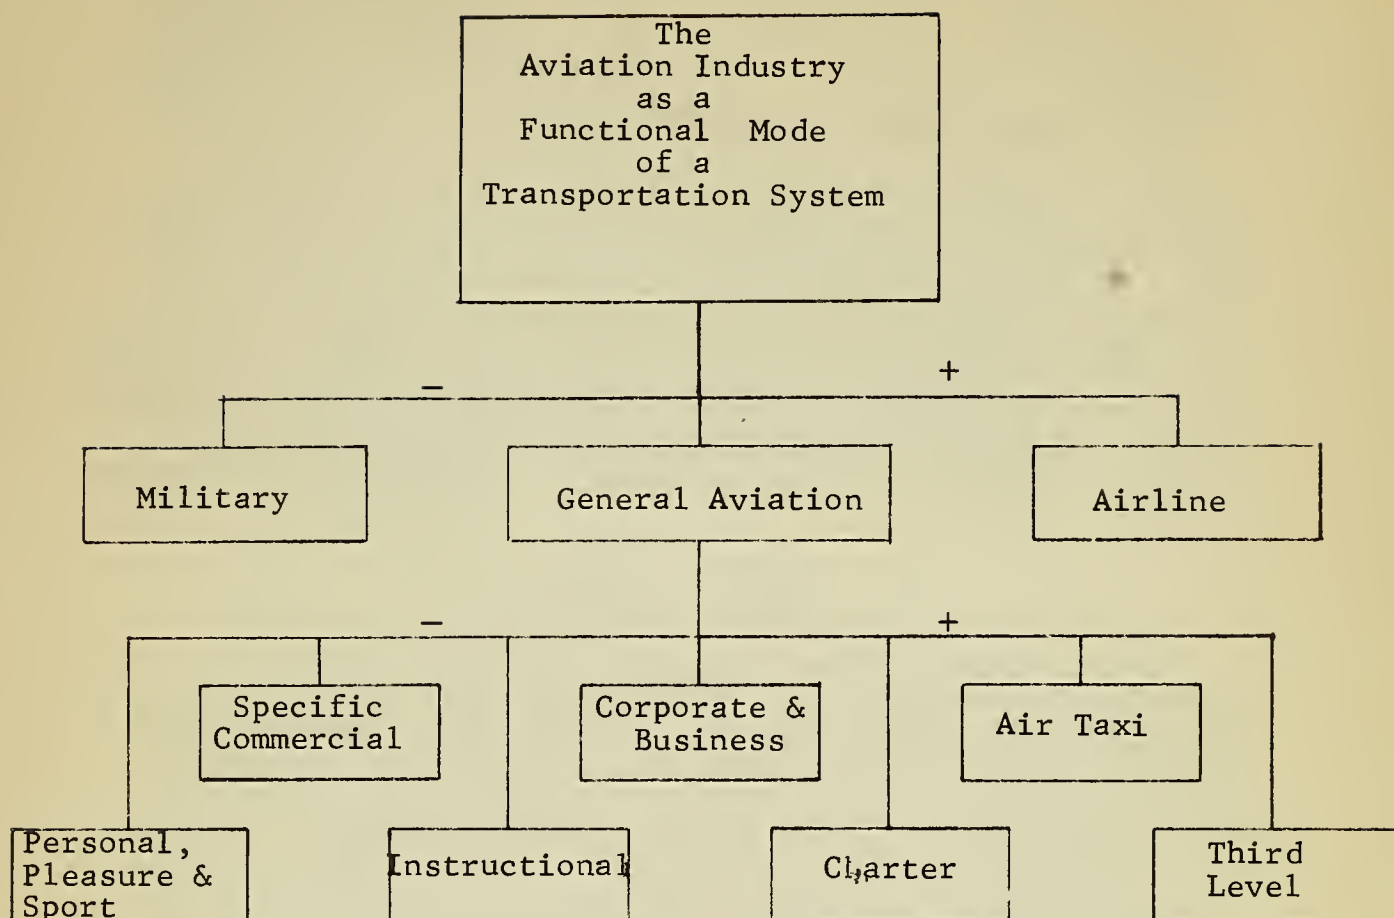 The
Aviation Industry
as a
Functional Mode
of a
Transportation System
− +
Military General Aviation Airline
− +
Specific
Commercial
Corporate &
Business
Air Taxi
Personal,
Pleasure &
Sport
Instructional
Charter
Third
Level